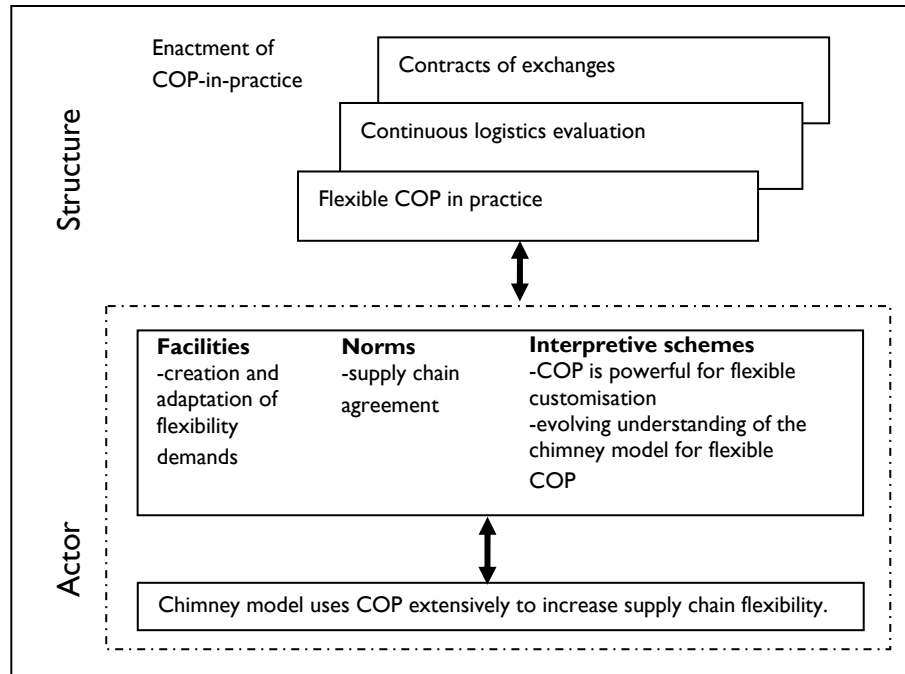 Enactment of
COP-in-practice
Contracts of exchanges
Continuous logistics evaluation
Flexible COP in practice
Structure
Facilities
-creation and
adaptation of
flexibility
demands
Norms
-supply chain
agreement
Interpretive schemes
-COP is powerful for flexible
customisation
-evolving understanding of the
chimney model for flexible
COP
Actor
Chimney model uses COP extensively to increase supply chain flexibility.